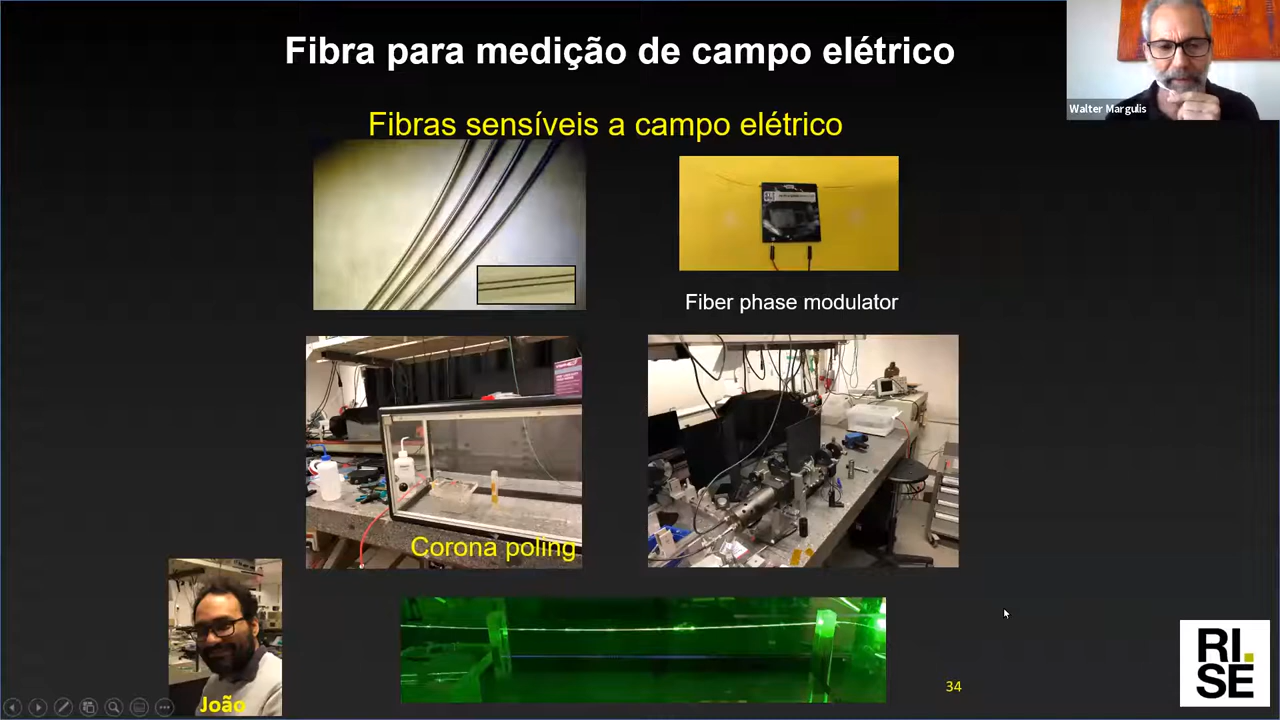 Fibra para medição de campo elétrico
Walter Margulis
Fibras sensíveis a campo elétrico
Fiber phase modulator
Corona poling
João
34
RI.
SE